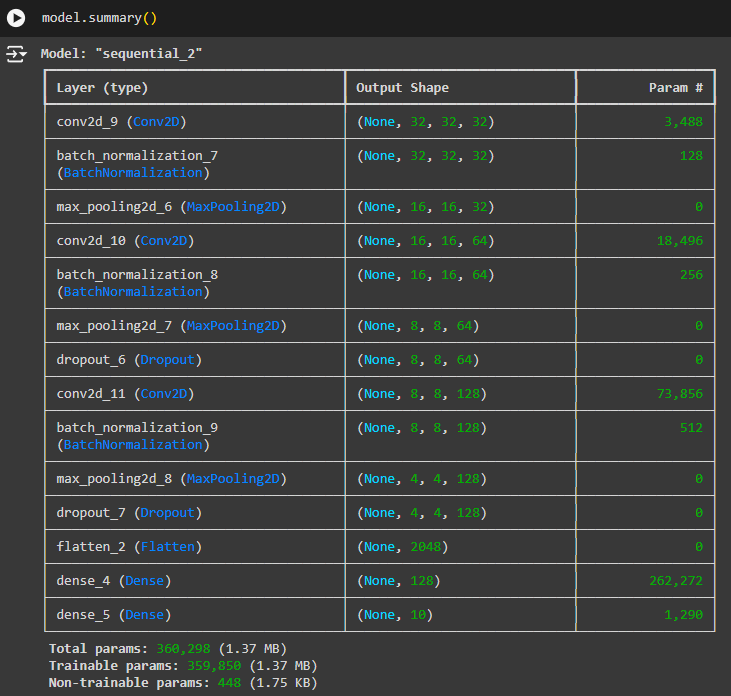 model.summary()
Model: "sequential_2"
Layer (type) Output Shape Param #
conv2d_9 (Conv2D) (None, 32, 32, 32) 3,488
batch_normalization_7 (None, 32, 32, 32) 128
(BatchNormalization)
max_pooling2d_6 (MaxPooling2D) (None, 16, 16, 32) 0
conv2d_10 (Conv2D) (None, 16, 16, 64) 18,496
batch_normalization_8 (None, 16, 16, 64) 256
(BatchNormalization)
max_pooling2d_7 (MaxPooling2D) (None, 8, 8, 64) 0
dropout_6 (Dropout) (None, 8, 8, 64) 0
conv2d_11 (Conv2D) (None, 8, 8, 128) 73,856
batch_normalization_9 (None, 8, 8, 128) 512
(BatchNormalization)
max_pooling2d_8 (MaxPooling2D) (None, 4, 4, 128) 0
dropout_7 (Dropout) (None, 4, 4, 128) 0
flatten_2 (Flatten) (None, 2048) 0
dense_4 (Dense) (None, 128) 262,272
dense_5 (Dense) (None, 10) 1,290
Total params: 360,298 (1.37 MB)
Trainable params: 359,850 (1.37 MB)
Non-trainable params: 448 (1.75 KB)